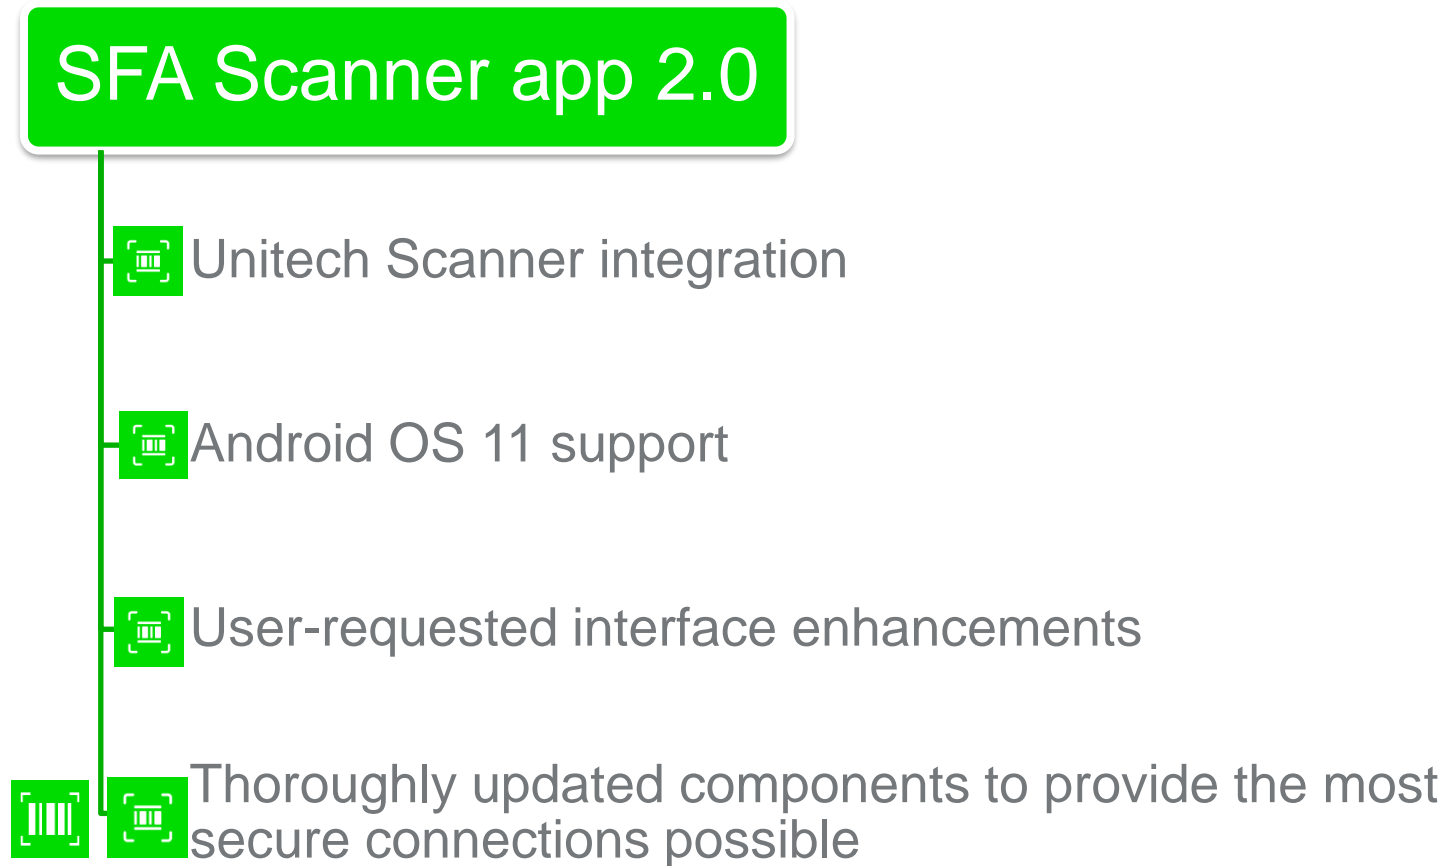 SFA Scanner app 2.0
Unitech Scanner integration
Android OS 11 support
User-requested interface enhancements
Thoroughly updated components to provide the most
secure connections possible